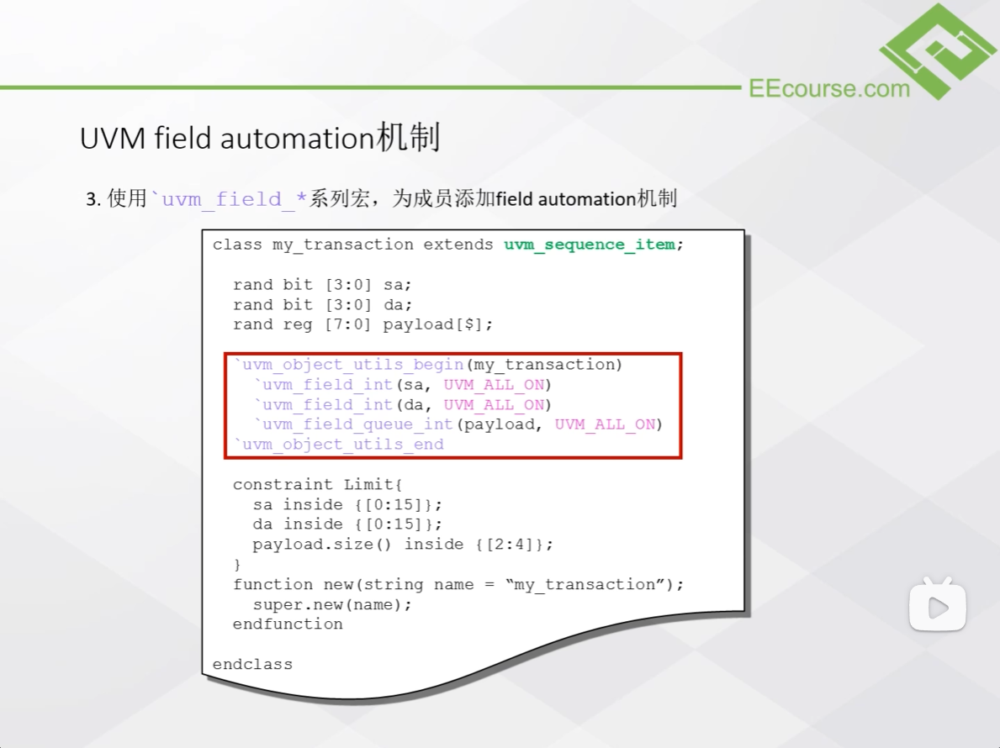 EEcourse.com
UVM field automation机制
3. 使用`uvm_field_*系列宏，为成员添加field automation机制
class my_transaction extends uvm_sequence_item;
rand bit [3:0] sa;
rand bit [3:0] da;
rand reg [7:0] payload[$];
`uvm_object_utils_begin(my_transaction)
`uvm_field_int(sa, UVM_ALL_ON)
`uvm_field_int(da, UVM_ALL_ON)
`uvm_field_queue_int(payload, UVM_ALL_ON)
`uvm_object_utils_end
constraint Limit{
sa inside {[0:15]};
da inside {[0:15]};
payload.size() inside {[2:4]};
}
function new(string name = “my_transaction”);
super.new(name);
endfunction
endclass